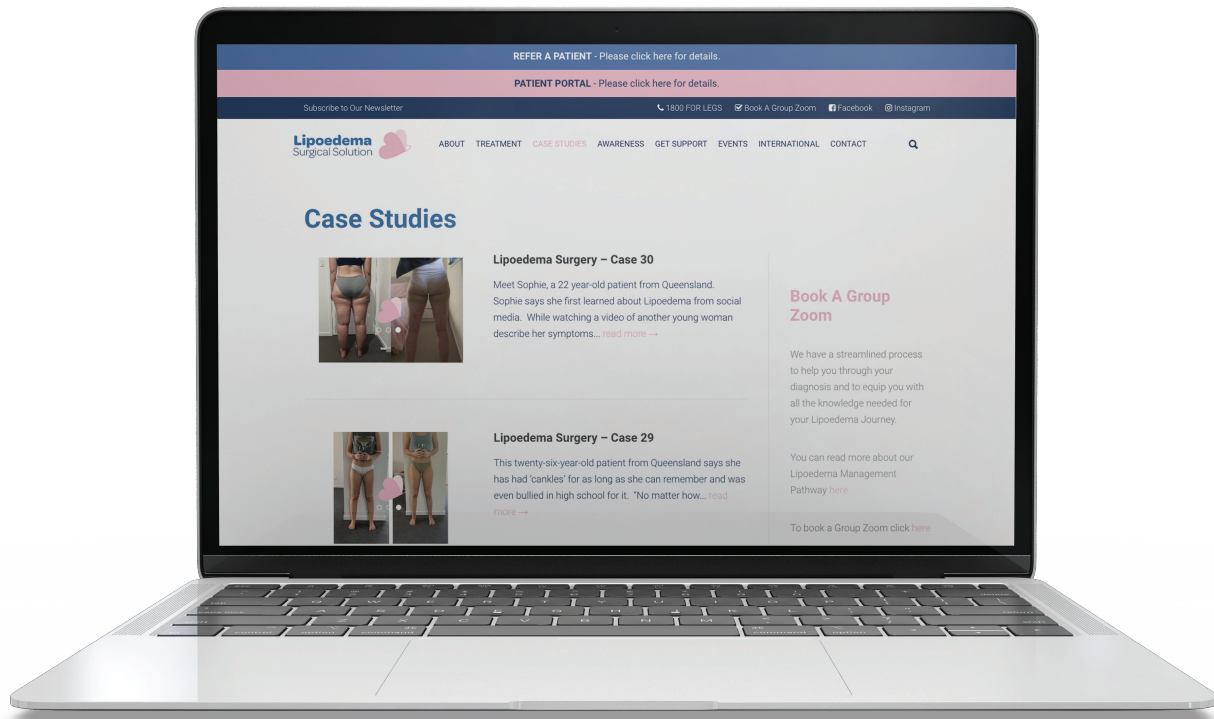 REFER A PATIENT - Please click here for details.
PATIENT PORTAL - Please click here for details.
Subscribe to Our Newsletter
1800 FOR LEGS
Book A Group Zoom
Facebook
Instagram
Lipoedema
Surgical Solution
ABOUT
TREATMENT
CASE STUDIES
AWARENESS
GET SUPPORT
EVENTS
INTERNATIONAL
CONTACT
Case Studies
Lipoedema Surgery – Case 30
Meet Sophie, a 22 year-old patient from Queensland.
Sophie says she first learned about Lipoedema from social
media. While watching a video of another young woman
describe her symptoms... read more →
Lipoedema Surgery – Case 29
This twenty-six-year-old patient from Queensland says she
has had 'cankles' for as long as she can remember and was
even bullied in high school for it. "No matter how... read
more →
Book A Group
Zoom
We have a streamlined process
to help you through your
diagnosis and to equip you with
all the knowledge needed for
your Lipoedema Journey.
You can read more about our
Lipoedema Management
Pathway here
To book a Group Zoom click here
control
option
command
command
option